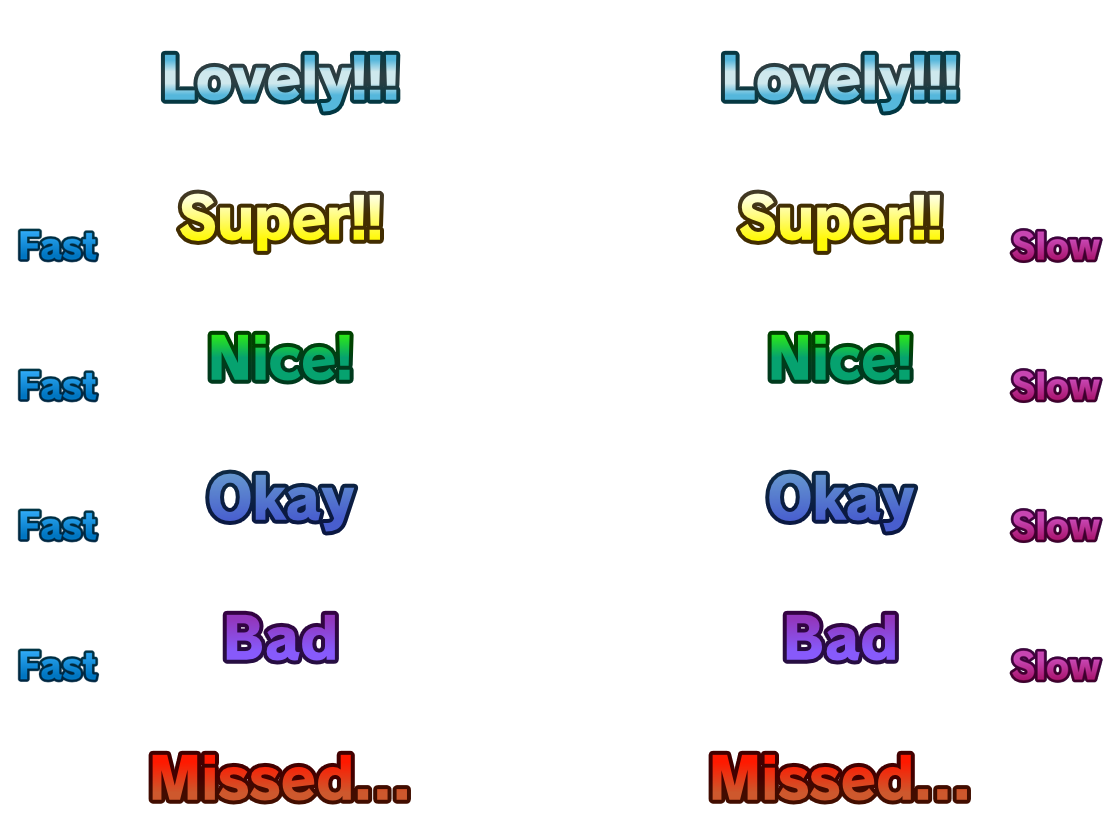 Lovely!!! Lovely!!!
Fast Super!! Super!! Slow
Fast Nice! Nice! Slow
Fast Okay Okay Slow
Fast Bad Bad Slow
Missed... Missed...